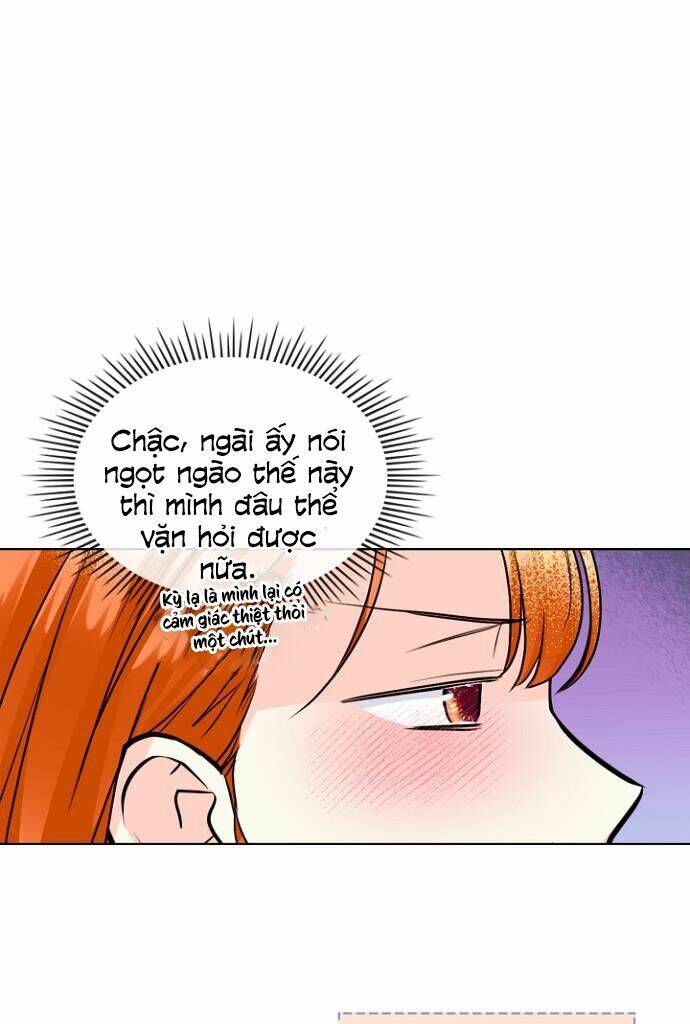 Chậc, ngài ấy nói
ngọt ngào thế này
thì mình đâu thể
vặn hỏi được
nữa.
Kỳ lạ là mình lại có
cảm giác thiệt thòi
một chút...